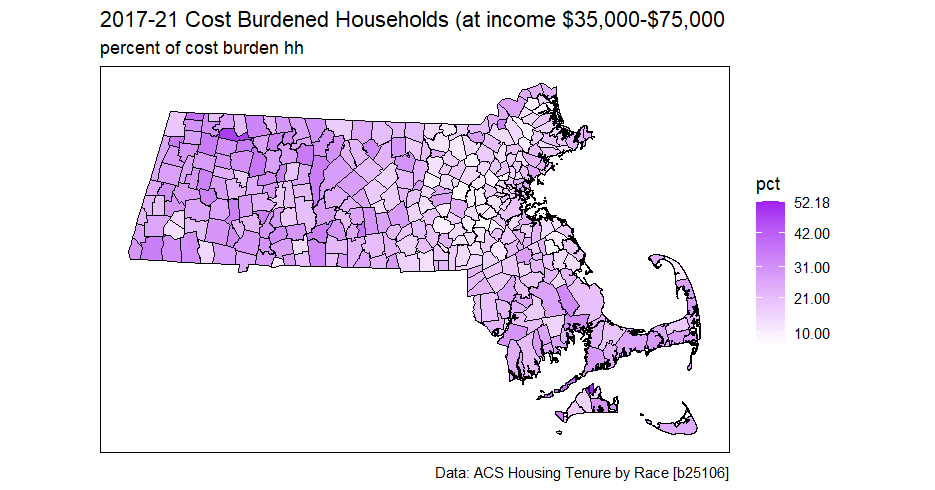 2017-21 Cost Burdened Households (at income $35,000-$75,000
percent of cost burden hh
pct
52.18
42.00
31.00
21.00
10.00
Data: ACS Housing Tenure by Race [b25106]